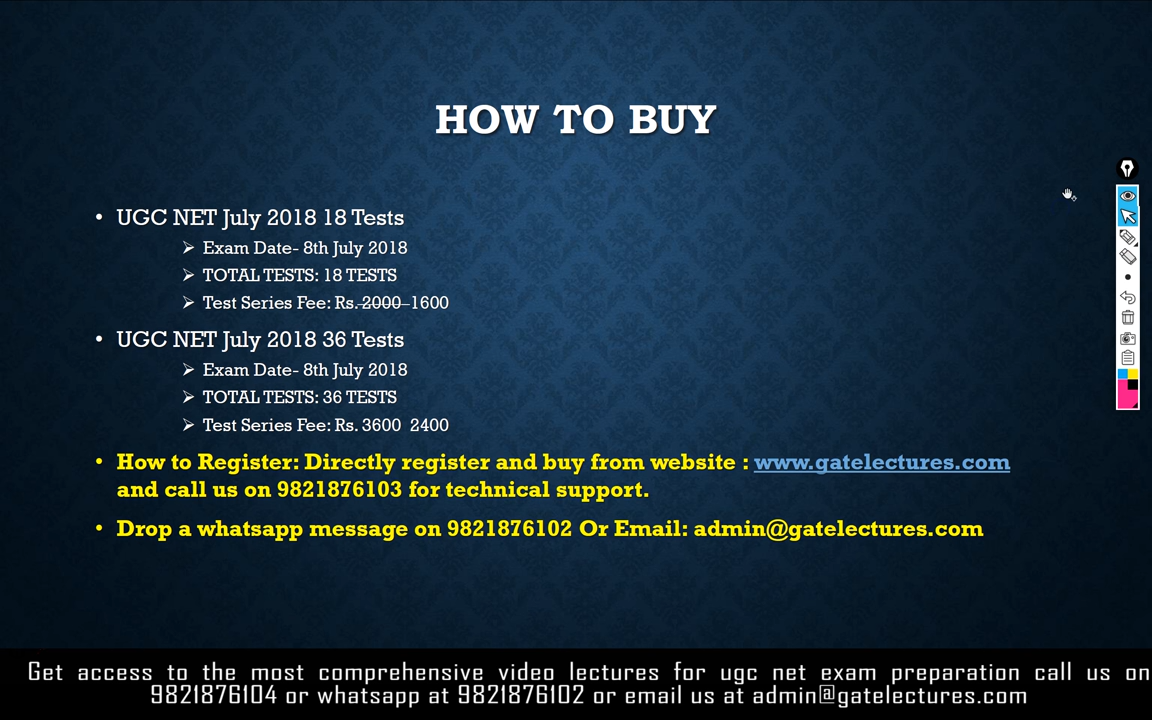 HOW TO BUY
• UGC NET July 2018 18 Tests
➢ Exam Date- 8th July 2018
➢ TOTAL TESTS: 18 TESTS
➢ Test Series Fee: Rs. 2000 1600
• UGC NET July 2018 36 Tests
➢ Exam Date- 8th July 2018
➢ TOTAL TESTS: 36 TESTS
➢ Test Series Fee: Rs. 3600 2400
• How to Register: Directly register and buy from website : www.gatelectures.com
and call us on 9821876103 for technical support.
• Drop a whatsapp message on 9821876102 Or Email: admin@gatelectures.com
Get access to the most comprehensive video lectures for ugc net exam preparation call us on
9821876104 or whatsapp at 9821876102 or email us at admin@gatelectures.com